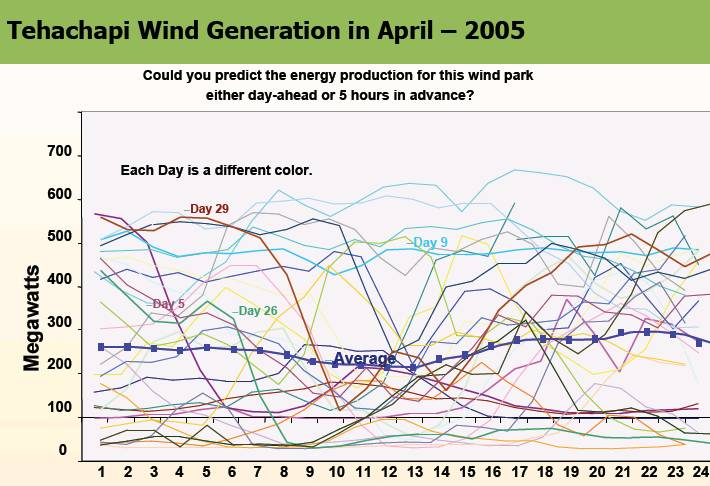 Tehachapi Wind Generation in April – 2005
Could you predict the energy production for this wind park
either day-ahead or 5 hours in advance?
Each Day is a different color.
–Day 29
–Day 9
–Day 5
–Day 26
–Average
Megawatts
700
600
500
400
300
200
100
0
1 2 3 4 5 6 7 8 9 10 11 12 13 14 15 16 17 18 19 20 21 22 23 24